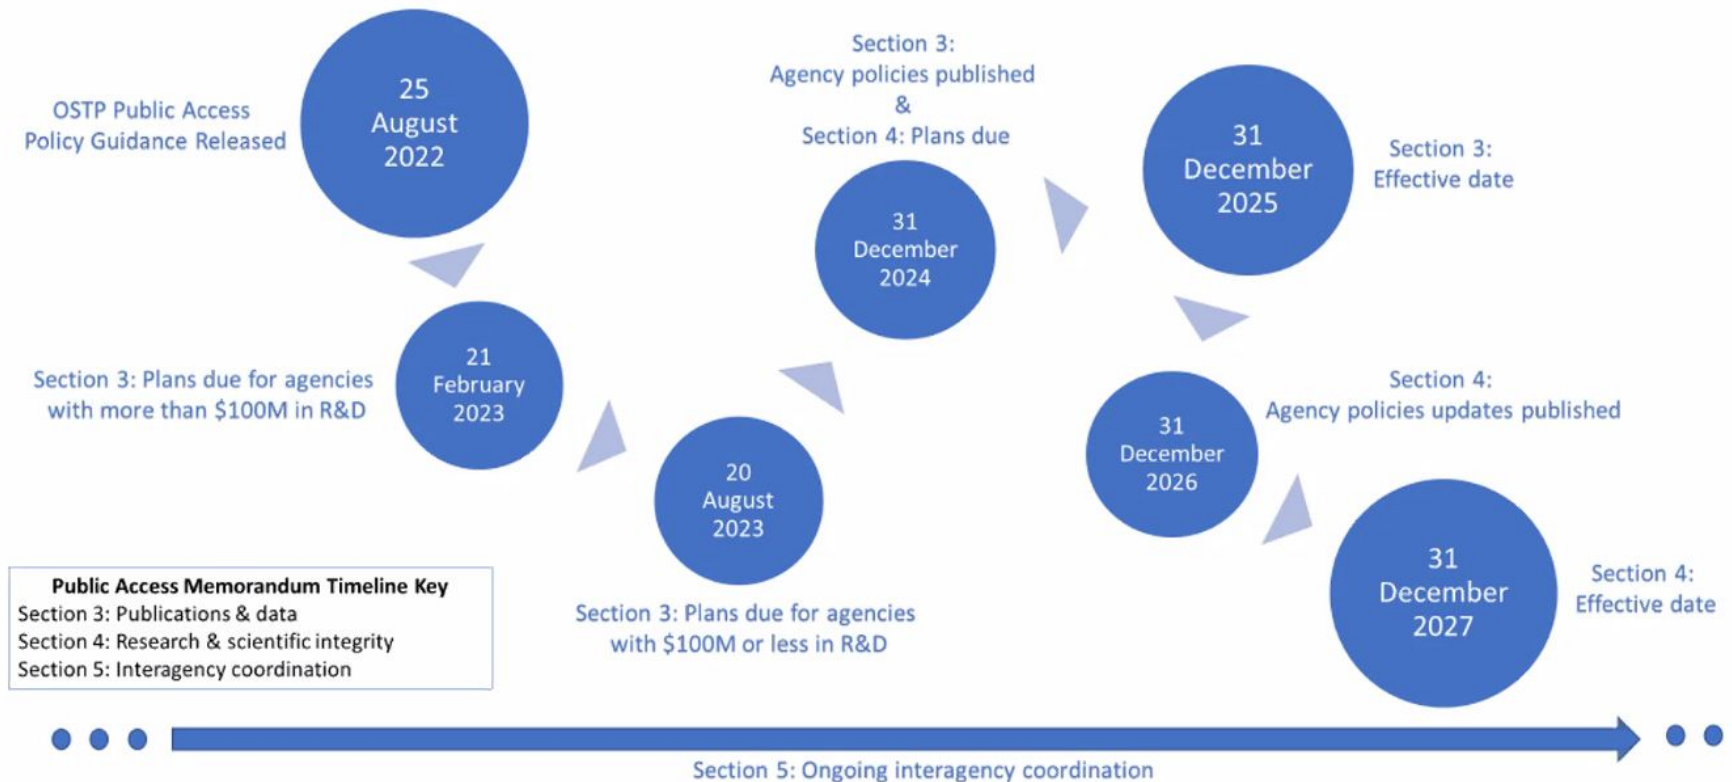 OSTP Public Access
Policy Guidance Released
25
August
2022
Section 3: Plans due for agencies
with more than $100M in R&D
21
February
2023
20
August
2023
Section 3: Plans due for agencies
with $100M or less in R&D
Section 3:
Agency policies published
&
Section 4: Plans due
31
December
2024
31
December
2025
Section 3:
Effective date
31
December
2026
Section 4:
Agency policies updates published
31
December
2027
Section 4:
Effective date
Public Access Memorandum Timeline Key
Section 3: Publications & data
Section 4: Research & scientific integrity
Section 5: Interagency coordination
Section 5: Ongoing interagency coordination